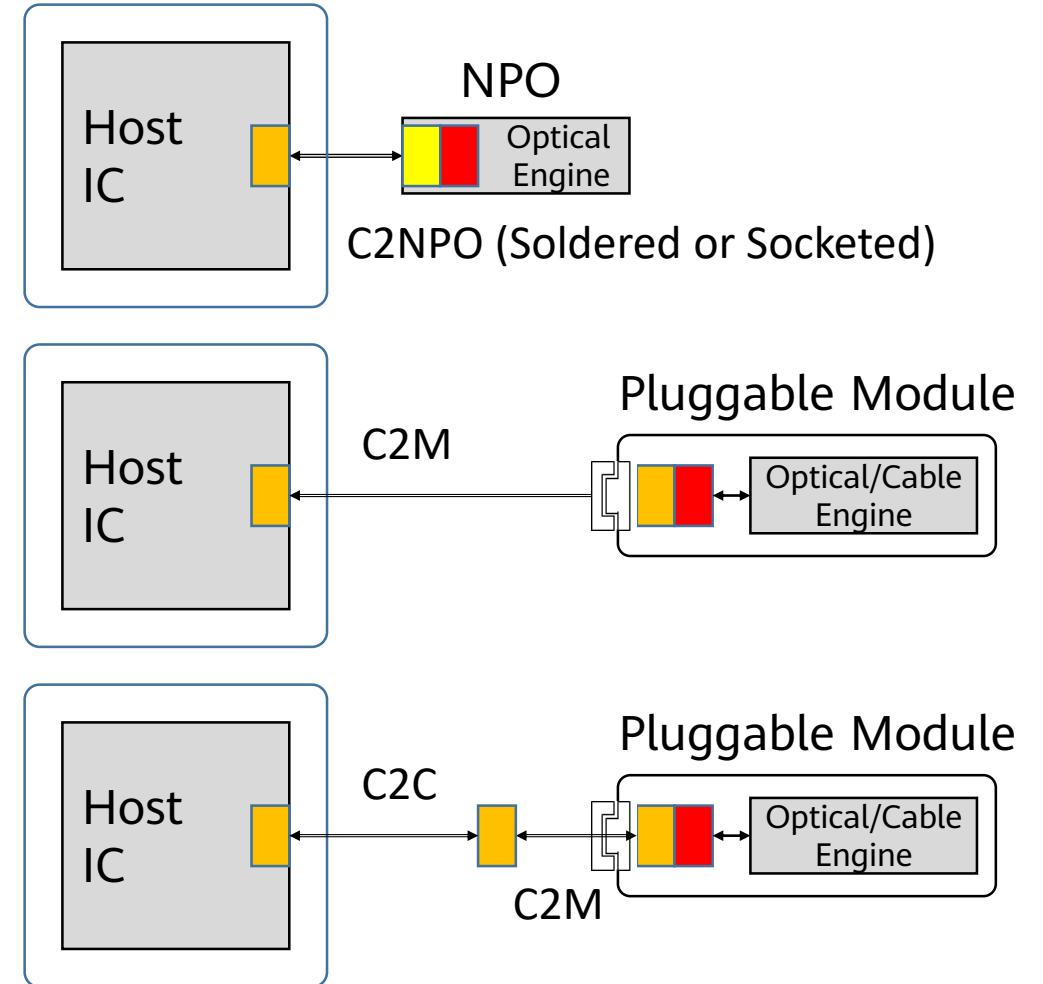 NPO
Host
IC
Optical
Engine
C2NPO (Soldered or Socketed)
Pluggable Module
C2M
Host
IC
Optical/Cable
Engine
Pluggable Module
C2C
Host
IC
Optical/Cable
Engine
C2M